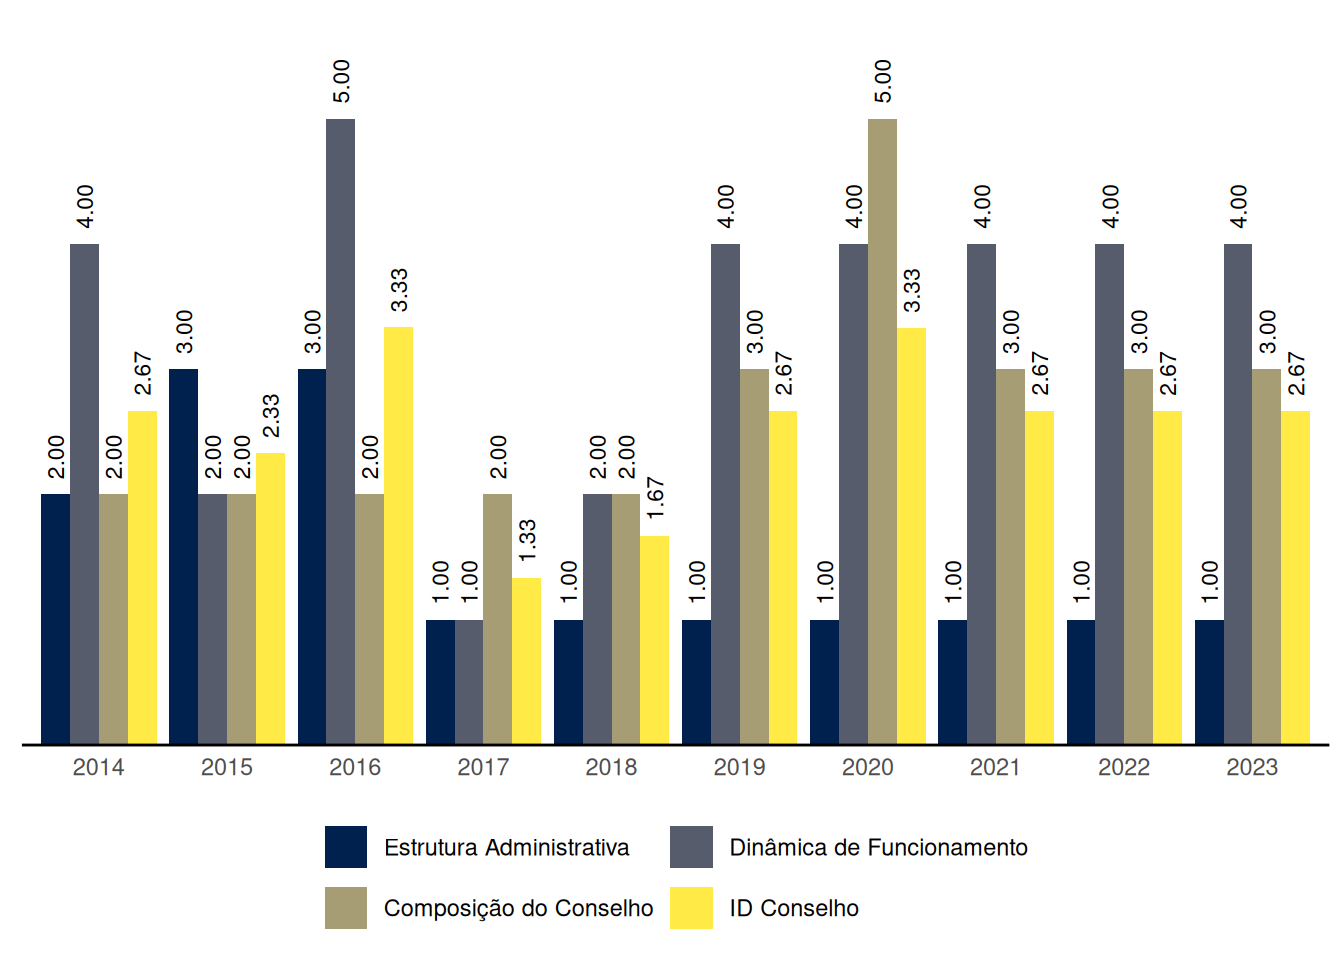 2.00 4.00 2.00 2.67 3.00 2.00 2.00 2.33 3.00 5.00 2.00 3.33 1.00 1.00 2.00 1.33 1.00 2.00 2.00 1.67 1.00 4.00 3.00 2.67 1.00 4.00 5.00 3.33 1.00 4.00 3.00 2.67 1.00 4.00 3.00 2.67 1.00 4.00 3.00 2.67
2014 2015 2016 2017 2018 2019 2020 2021 2022 2023
Estrutura Administrativa Dinâmica de Funcionamento
Composição do Conselho ID Conselho